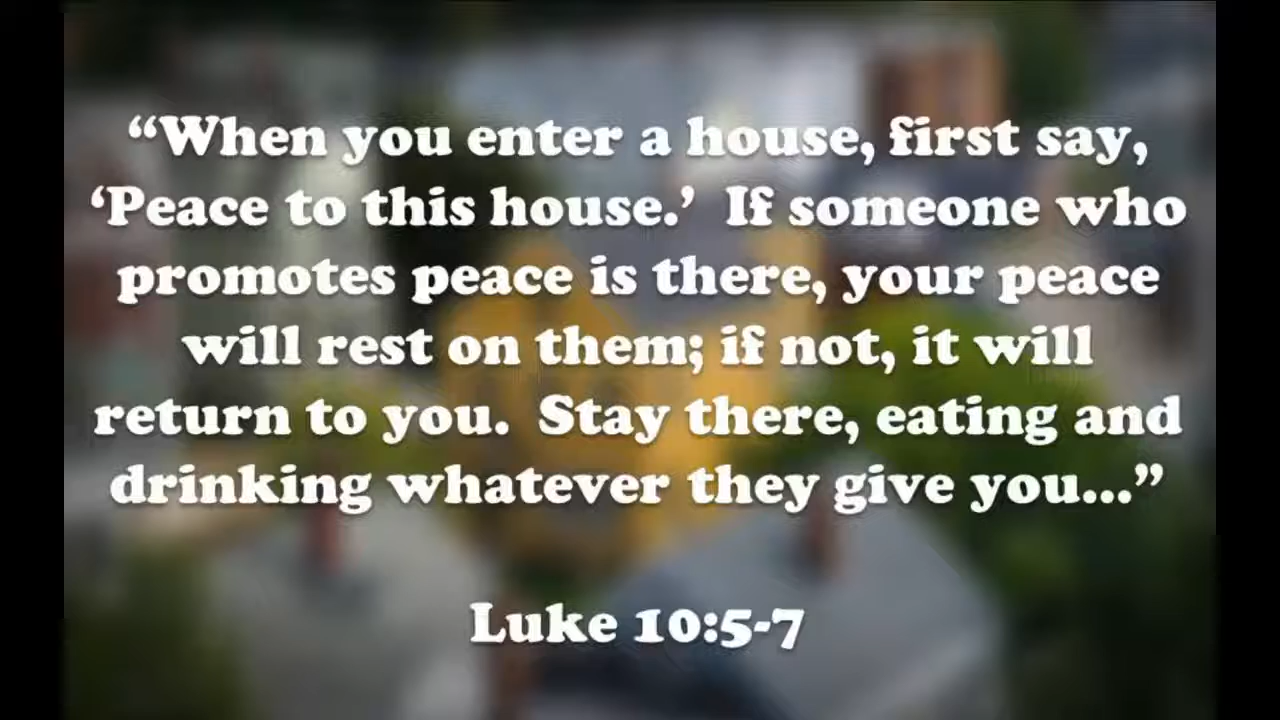 “When you enter a house, first say,
‘Peace to this house.’  If someone who
promotes peace is there, your peace
will rest on them; if not, it will
return to you.  Stay there, eating and
drinking whatever they give you...”
Luke 10:5-7